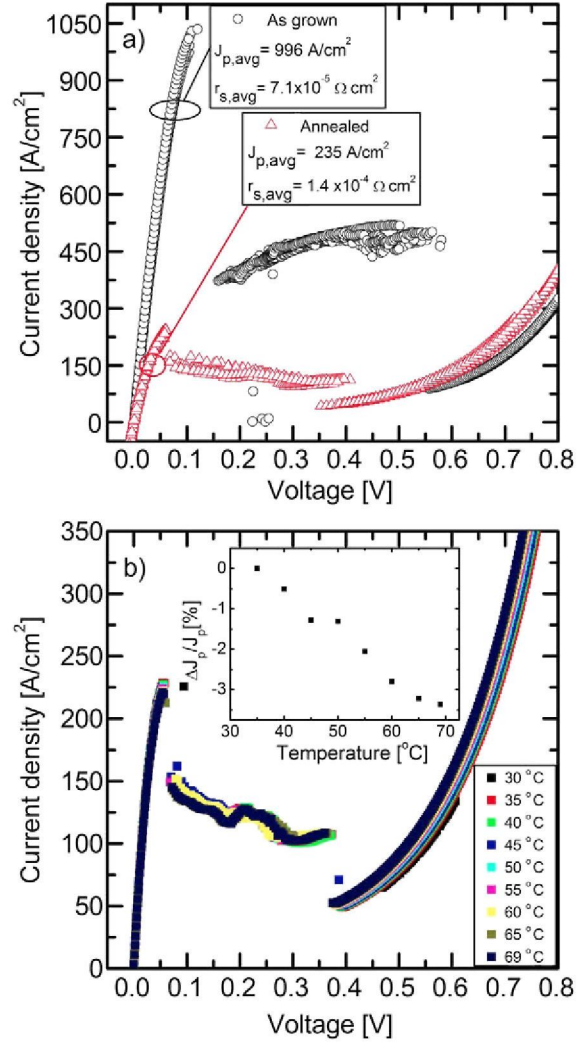 a)
As grown
J_p,avg = 996 A/cm²
r_s,avg = 7.1x10⁻⁵ Ω cm²
Annealed
J_p,avg = 235 A/cm²
r_s,avg = 1.4 x10⁻⁴ Ω cm²
Current density [A/cm²]
1050
900
750
600
450
300
150
0
0.0 0.1 0.2 0.3 0.4 0.5 0.6 0.7 0.8
Voltage [V]
b)
Current density [A/cm²]
350
300
250
225
150
100
50
0
ΔJ_p/J_p [%]
0
-1
-2
-3
30 40 50 60 70
Temperature [°C]
30 °C
35 °C
40 °C
45 °C
50 °C
55 °C
60 °C
65 °C
69 °C
0.0 0.1 0.2 0.3 0.4 0.5 0.6 0.7 0.8
Voltage [V]